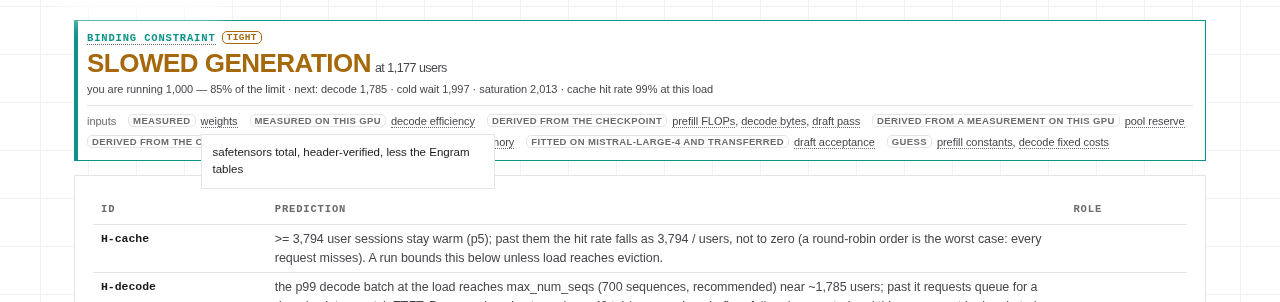 BINDING CONSTRAINT TIGHT
SLOWED GENERATION at 1,177 users
you are running 1,000 — 85% of the limit · next: decode 1,785 · cold wait 1,997 · saturation 2,013 · cache hit rate 99% at this load
inputs MEASURED weights MEASURED ON THIS GPU decode efficiency DERIVED FROM THE CHECKPOINT prefill FLOPs, decode bytes, draft pass DERIVED FROM A MEASUREMENT ON THIS GPU pool reserve
DERIVED FROM THE FITTED ON MISTRAL-LARGE-4 AND TRANSFERRED draft acceptance GUESS prefill constants, decode fixed costs
safetensors total, header-verified, less the Engram
tables
ID PREDICTION ROLE
H-cache >= 3,794 user sessions stay warm (p5); past them the hit rate falls as 3,794 / users, not to zero (a round-robin order is the worst case: every
request misses). A run bounds this below unless load reaches eviction.
H-decode the p99 decode batch at the load reaches max_num_seqs (700 sequences, recommended) near ~1,785 users; past it requests queue for a